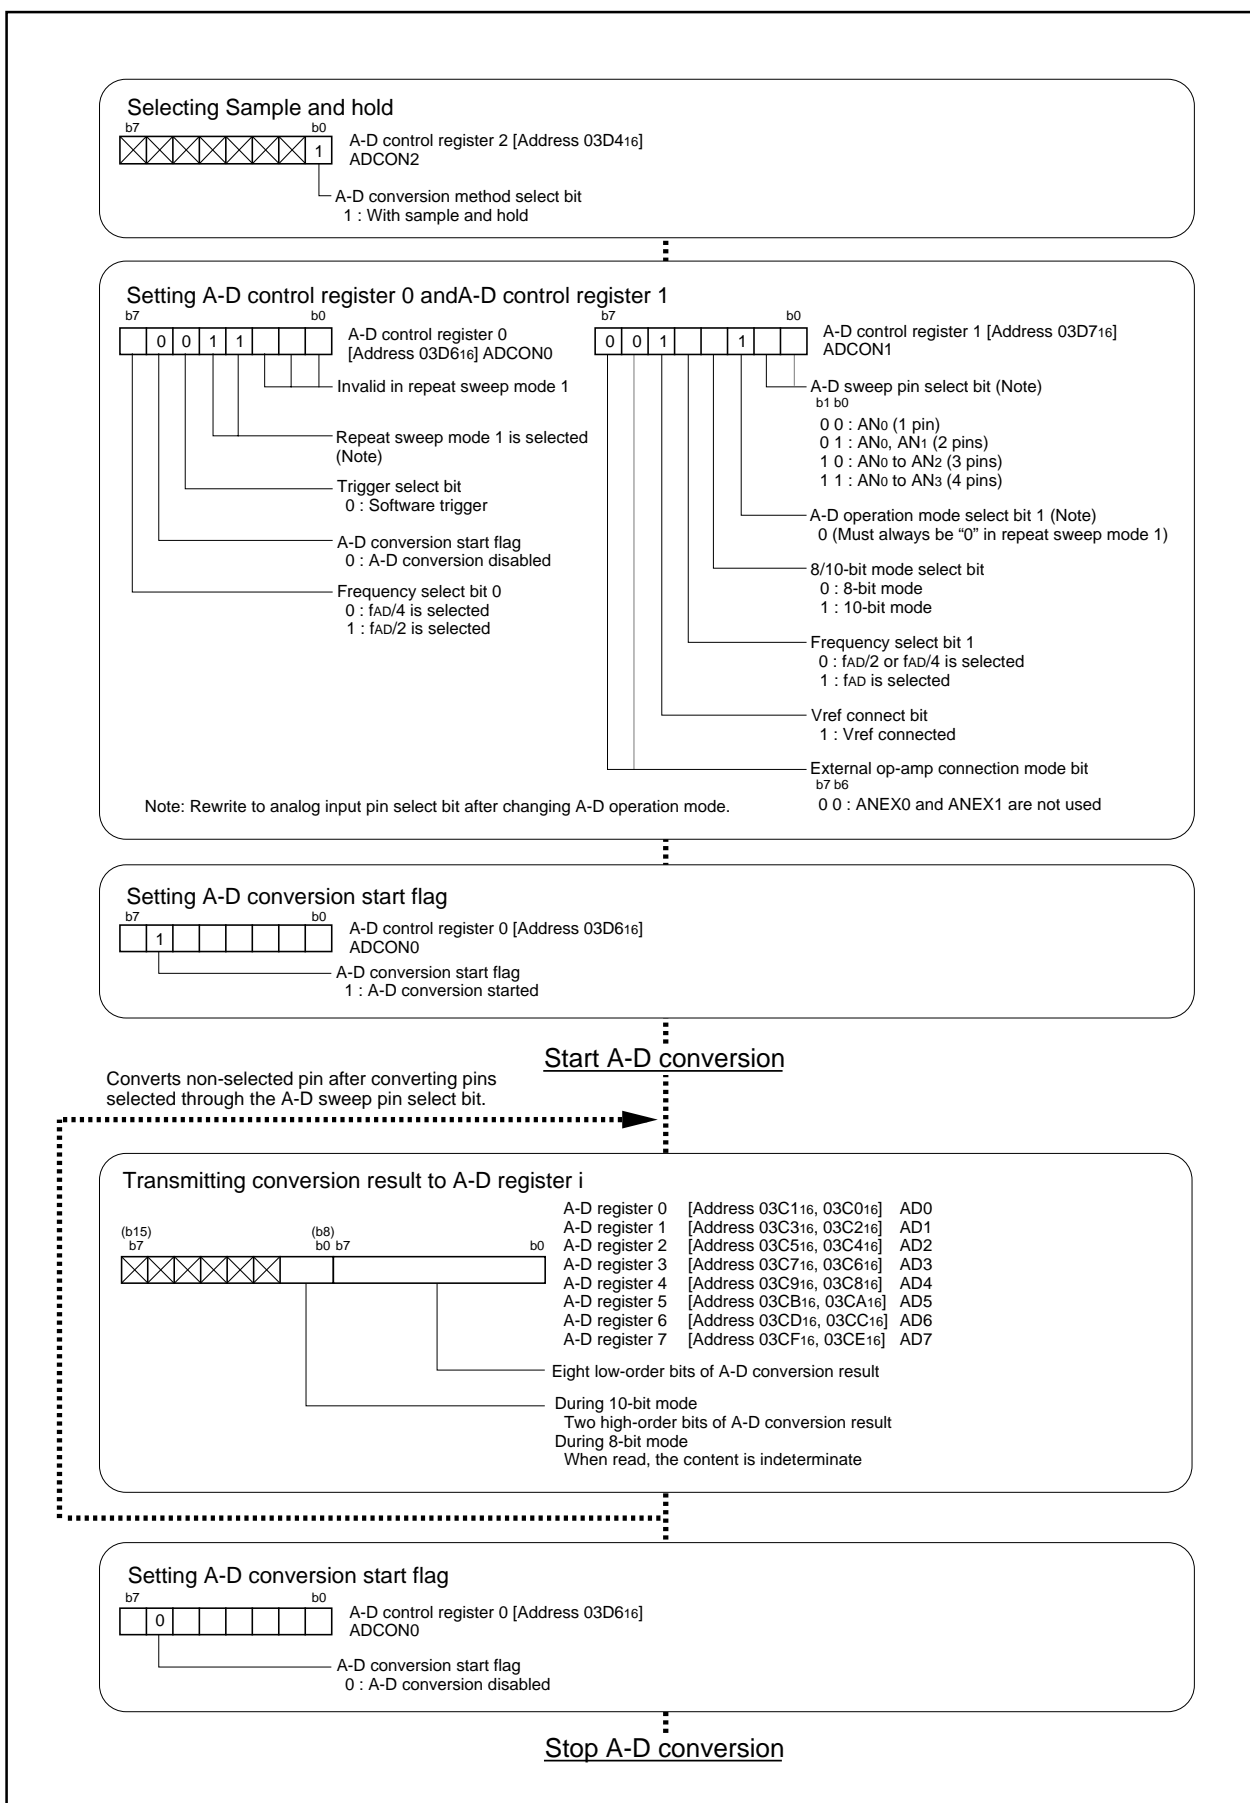 Selecting Sample and hold
b7 b0
1
A-D control register 2 [Address 03D416]
ADCON2
A-D conversion method select bit
1 : With sample and hold
Setting A-D control register 0 andA-D control register 1
b7 b0
0 0 1 1
A-D control register 0
[Address 03D616] ADCON0
Invalid in repeat sweep mode 1
Repeat sweep mode 1 is selected
(Note)
Trigger select bit
0 : Software trigger
A-D conversion start flag
0 : A-D conversion disabled
Frequency select bit 0
0 : fAD/4 is selected
1 : fAD/2 is selected
b7 b0
0 0 1 1
A-D control register 1 [Address 03D716]
ADCON1
A-D sweep pin select bit (Note)
b1 b0
0 0 : AN0 (1 pin)
0 1 : AN0, AN1 (2 pins)
1 0 : AN0 to AN2 (3 pins)
1 1 : AN0 to AN3 (4 pins)
A-D operation mode select bit 1 (Note)
0 (Must always be “0” in repeat sweep mode 1)
8/10-bit mode select bit
0 : 8-bit mode
1 : 10-bit mode
Frequency select bit 1
0 : fAD/2 or fAD/4 is selected
1 : fAD is selected
Vref connect bit
1 : Vref connected
External op-amp connection mode bit
b7 b6
0 0 : ANEX0 and ANEX1 are not used
Note: Rewrite to analog input pin select bit after changing A-D operation mode.
Setting A-D conversion start flag
b7 b0
1
A-D control register 0 [Address 03D616]
ADCON0
A-D conversion start flag
1 : A-D conversion started
Start A-D conversion
Converts non-selected pin after converting pins
selected through the A-D sweep pin select bit.
Transmitting conversion result to A-D register i
(b15) (b8)
b7 b0 b7 b0
A-D register 0 [Address 03C116, 03C016] AD0
A-D register 1 [Address 03C316, 03C216] AD1
A-D register 2 [Address 03C516, 03C416] AD2
A-D register 3 [Address 03C716, 03C616] AD3
A-D register 4 [Address 03C916, 03C816] AD4
A-D register 5 [Address 03CB16, 03CA16] AD5
A-D register 6 [Address 03CD16, 03CC16] AD6
A-D register 7 [Address 03CF16, 03CE16] AD7
Eight low-order bits of A-D conversion result
During 10-bit mode
Two high-order bits of A-D conversion result
During 8-bit mode
When read, the content is indeterminate
Setting A-D conversion start flag
b7 b0
0
A-D control register 0 [Address 03D616]
ADCON0
A-D conversion start flag
0 : A-D conversion disabled
Stop A-D conversion